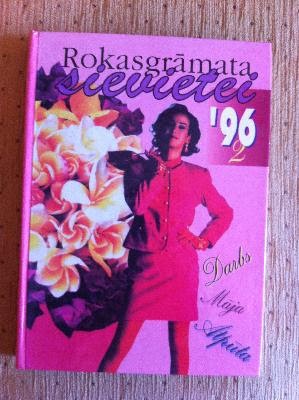 Rokasgrāmata
sievietei
'96
2
Darbs
Māja
Atpūta